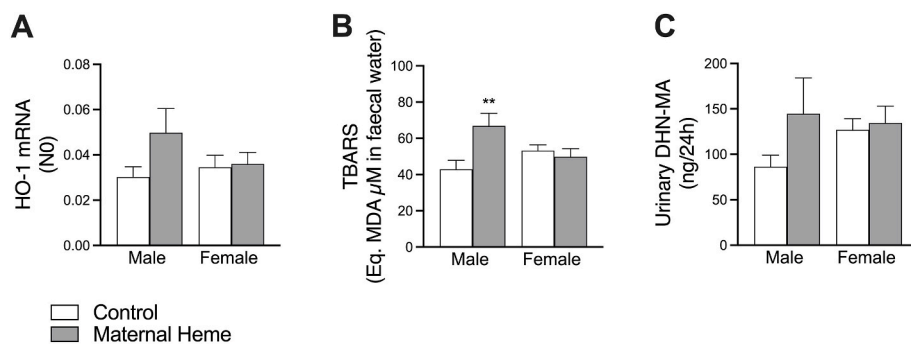 A
HO-1 mRNA
(N0)
0.08
0.06
0.04
0.02
0.00
Male Female
B
TBARS
(Eq. MDA µM in faecal water)
100
80
60
40
20
0
**
Male Female
C
Urinary DHN-MA
(ng/24h)
200
150
100
50
0
Male Female
Control
Maternal Heme